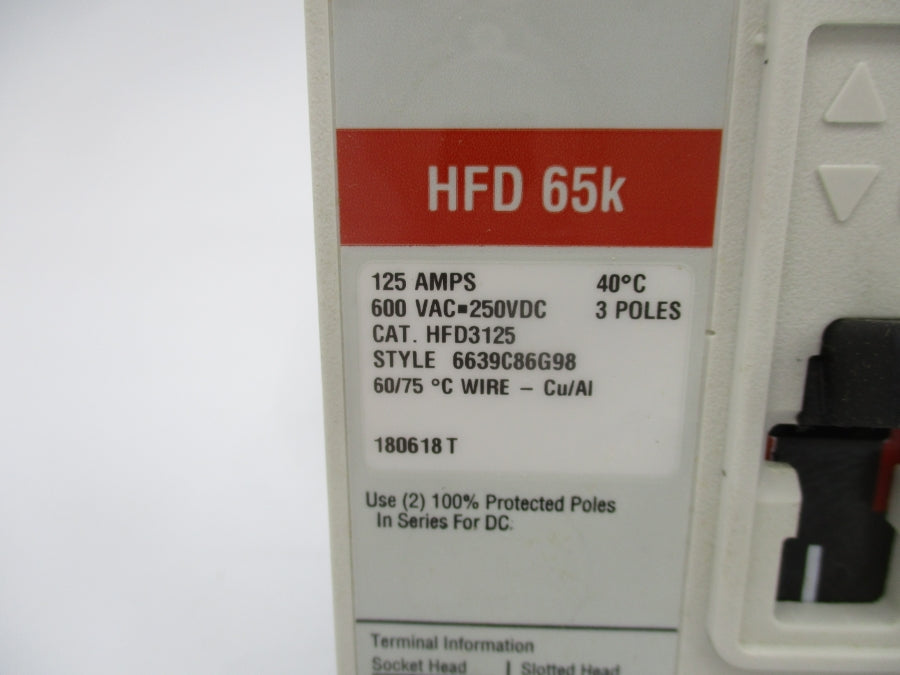 HFD 65k
125 AMPS 40°C
600 VAC▪250VDC 3 POLES
CAT. HFD3125
STYLE 6639C86G98
60/75 °C WIRE – Cu/Al
180618 T
Use (2) 100% Protected Poles
In Series For DC.
Terminal Information
Socket Head Slotted Head